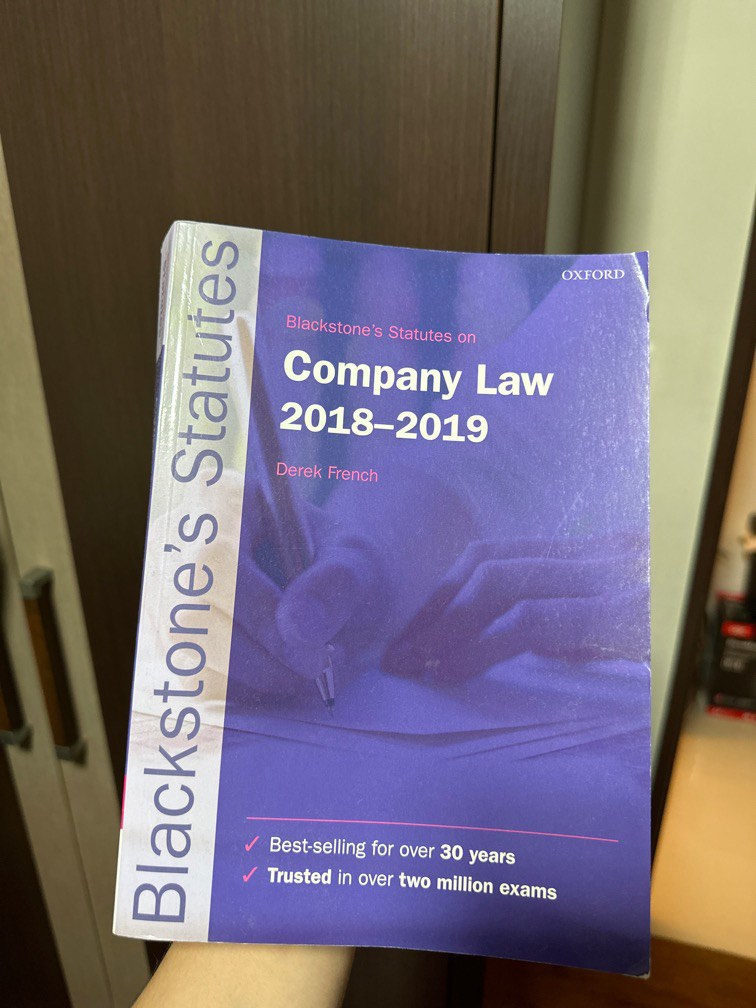 Blackstone's Statutes
OXFORD
Blackstone's Statutes on
Company Law
2018–2019
Derek French
✓ Best-selling for over 30 years
✓ Trusted in over two million exams